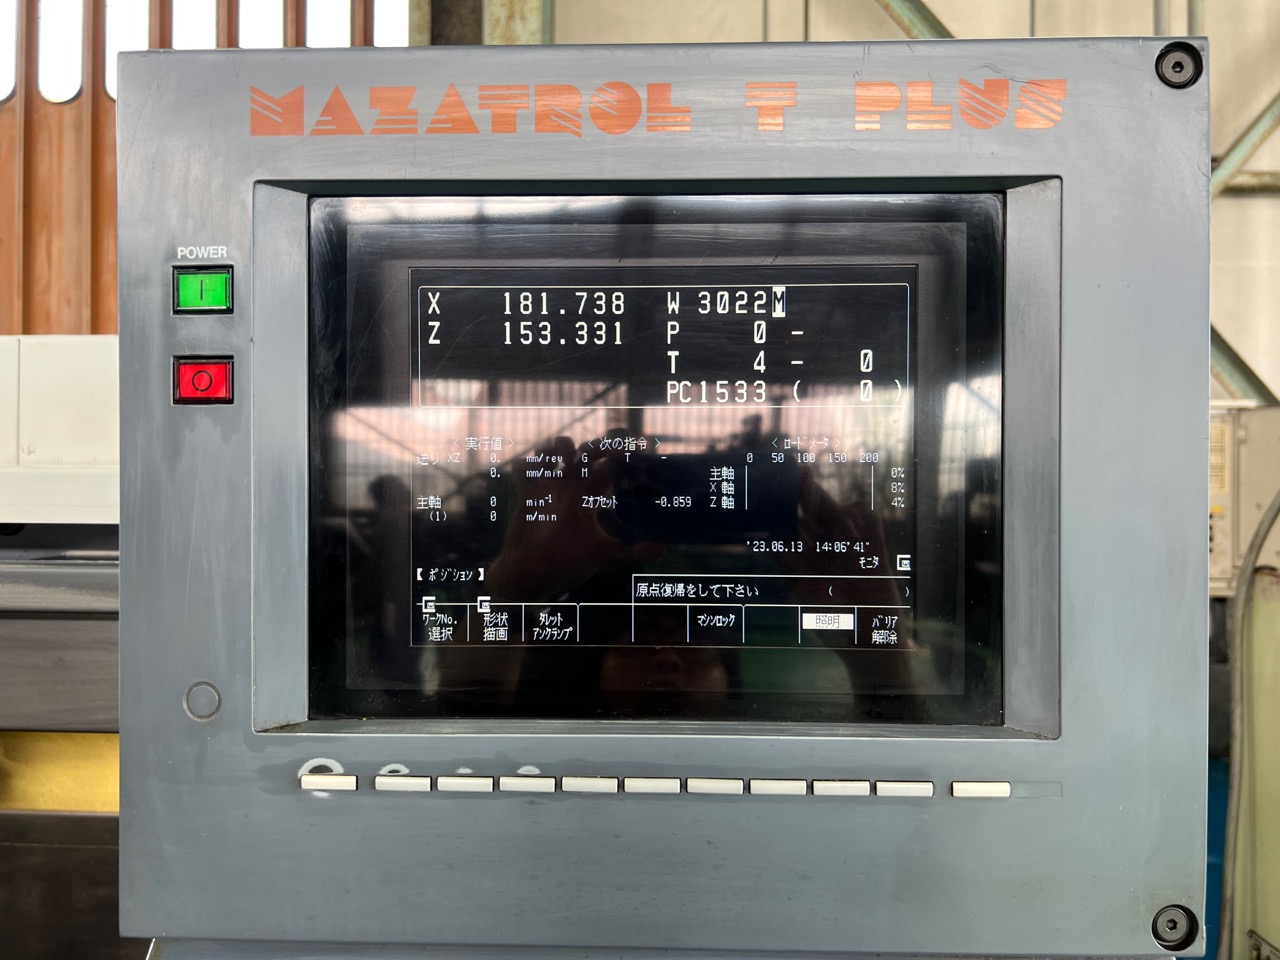 MAZATROL T PLUS
POWER
X 181.738 W 3022M
Z 153.331 P 0 -
T 4 - 0
PC1533 ( 0 )
< 実行値 > < 次の指令 > < ロードメータ >
送り XZ 0. mm/rev G T - 0 50 100 150 200
0. mm/min M 主軸 0%
X 軸 8%
主軸 0 min-1 Zオフセット -0.859 Z 軸 4%
(1) 0 m/min
'23.06.13 14:06'41"
モニタ
【 ポジション 】
原点復帰をして下さい ( )
ワークNo. 選択
形状 描画
タレット アンクランプ
マシンロック
照明
バリア 解除